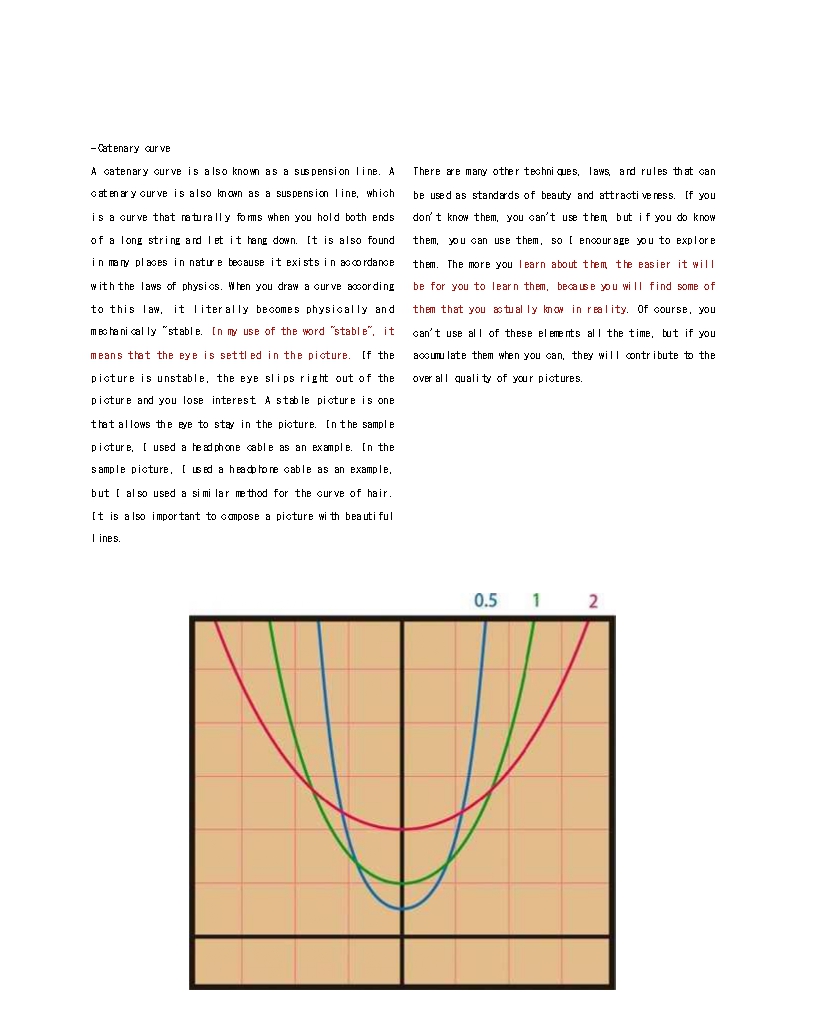 -Catenary curve
A catenary curve is also known as a suspension line. A
catenary curve is also known as a suspension line, which
is a curve that naturally forms when you hold both ends
of a long string and let it hang down. It is also found
in many places in nature because it exists in accordance
with the laws of physics. When you draw a curve according
to this law, it literally becomes physically and
mechanically "stable. In my use of the word "stable", it
means that the eye is settled in the picture. If the
picture is unstable, the eye slips right out of the
picture and you lose interest. A stable picture is one
that allows the eye to stay in the picture. In the sample
picture, I used a headphone cable as an example. In the
sample picture, I used a headphone cable as an example,
but I also used a similar method for the curve of hair.
It is also important to compose a picture with beautiful
lines.
There are many other techniques, laws, and rules that can
be used as standards of beauty and attractiveness. If you
don't know them, you can't use them, but if you do know
them, you can use them, so I encourage you to explore
them. The more you learn about them, the easier it will
be for you to learn them, because you will find some of
them that you actually know in reality. Of course, you
can't use all of these elements all the time, but if you
accumulate them when you can, they will contribute to the
overall quality of your pictures.
0.5 1 2